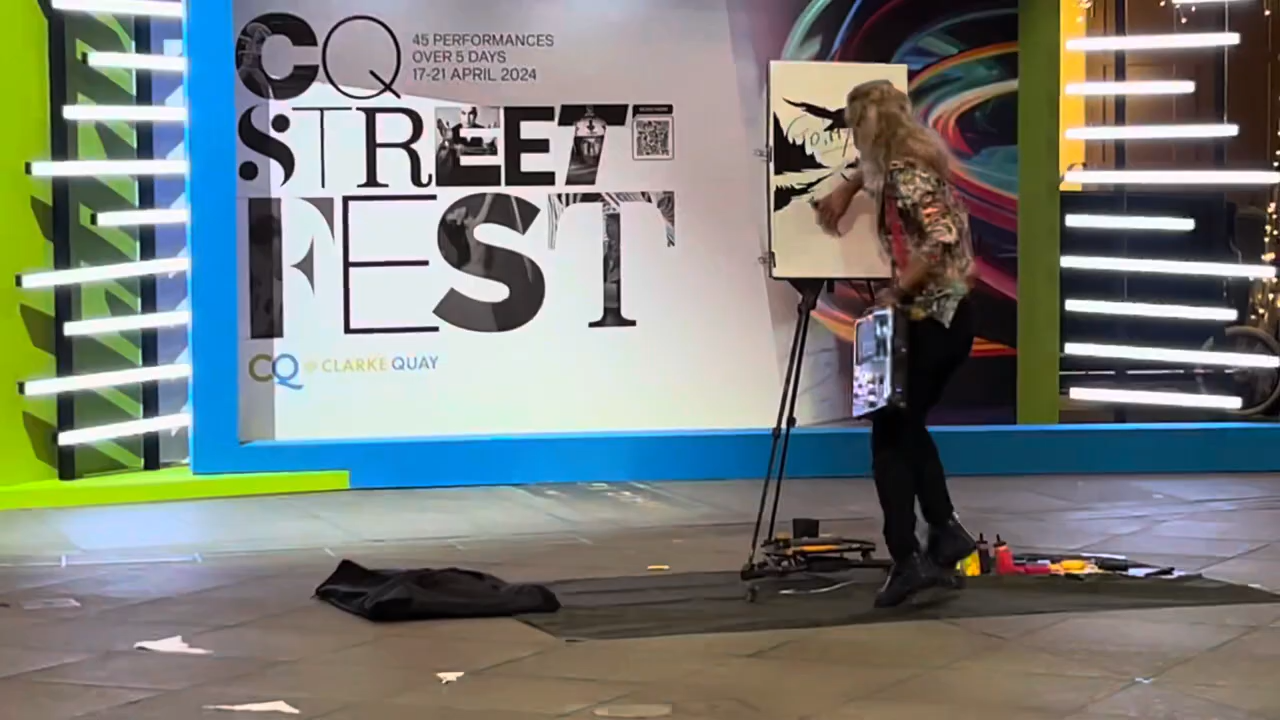 CQ
45 PERFORMANCES
OVER 5 DAYS
17-21 APRIL 2024
STREET
FEST
CQ @ CLARKE QUAY